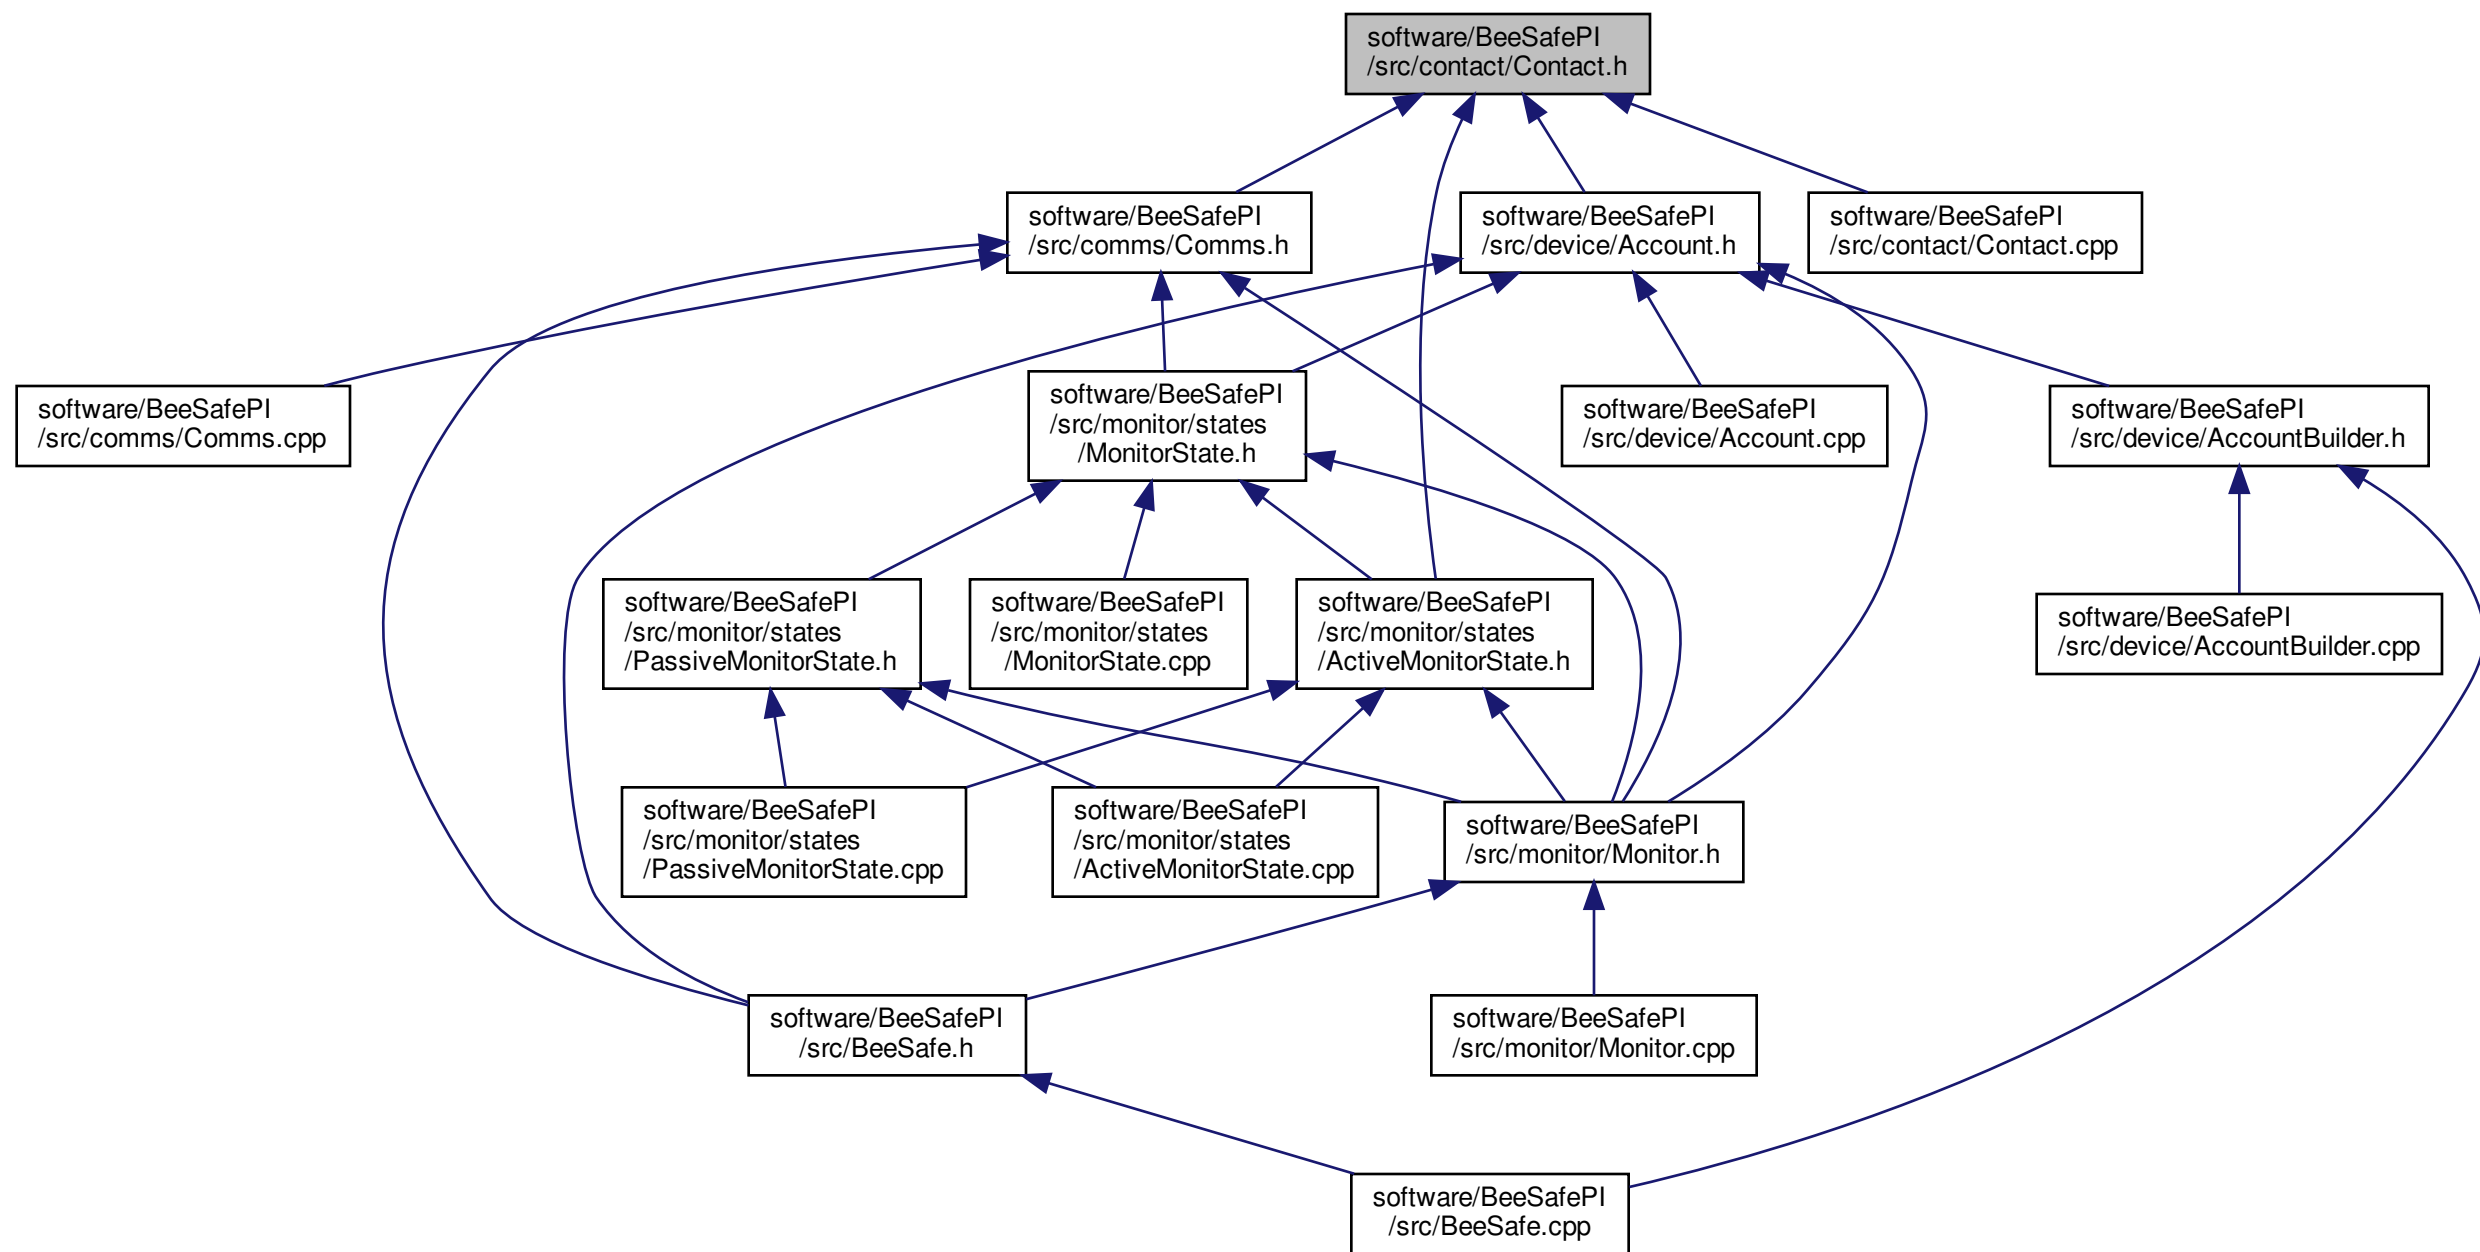 software/BeeSafePI
/src/contact/Contact.h
software/BeeSafePI
/src/comms/Comms.h
software/BeeSafePI
/src/device/Account.h
software/BeeSafePI
/src/contact/Contact.cpp
software/BeeSafePI
/src/comms/Comms.cpp
software/BeeSafePI
/src/monitor/states
/MonitorState.h
software/BeeSafePI
/src/device/Account.cpp
software/BeeSafePI
/src/device/AccountBuilder.h
software/BeeSafePI
/src/monitor/states
/PassiveMonitorState.h
software/BeeSafePI
/src/monitor/states
/MonitorState.cpp
software/BeeSafePI
/src/monitor/states
/ActiveMonitorState.h
software/BeeSafePI
/src/device/AccountBuilder.cpp
software/BeeSafePI
/src/monitor/states
/PassiveMonitorState.cpp
software/BeeSafePI
/src/monitor/states
/ActiveMonitorState.cpp
software/BeeSafePI
/src/monitor/Monitor.h
software/BeeSafePI
/src/BeeSafe.h
software/BeeSafePI
/src/monitor/Monitor.cpp
software/BeeSafePI
/src/BeeSafe.cpp